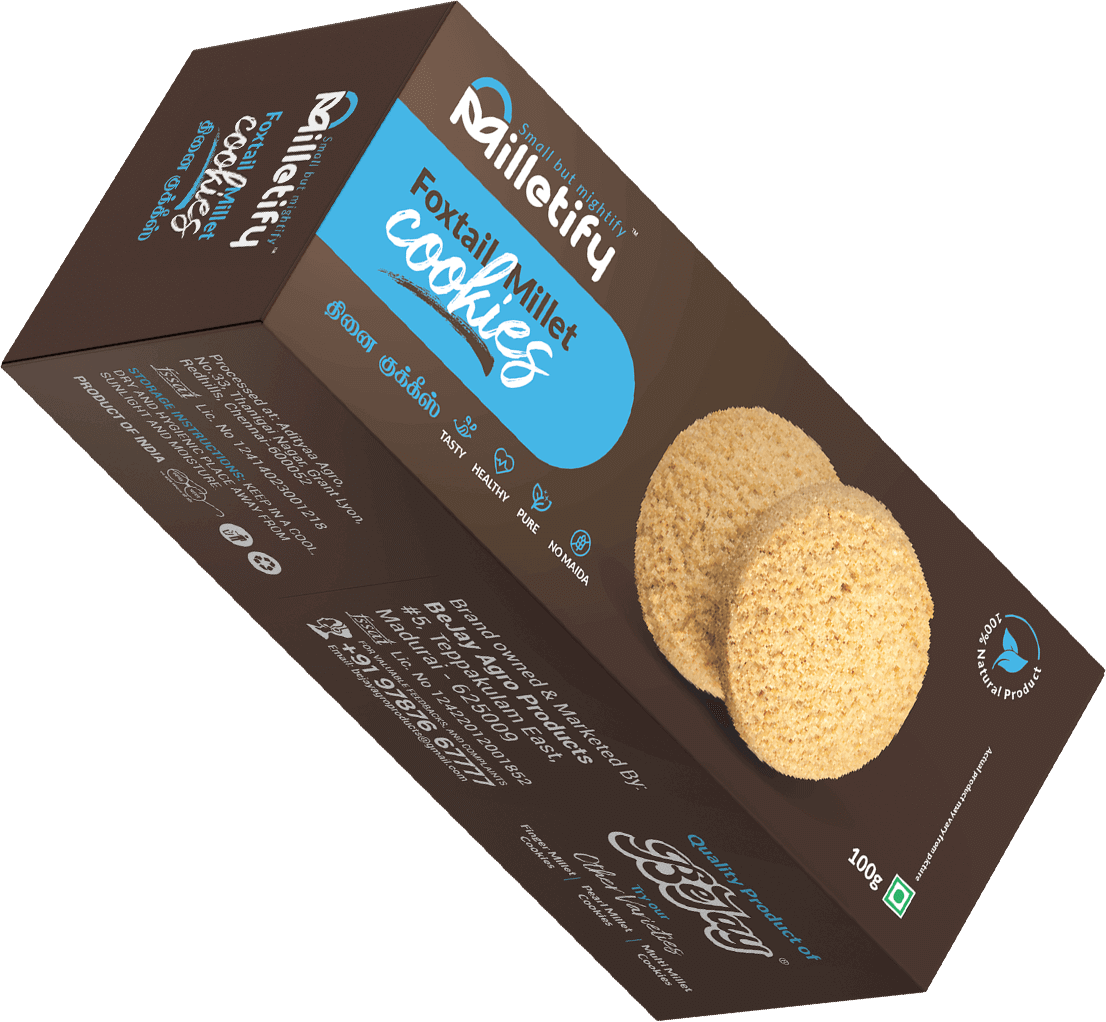 Milletify
Small but mightify™
Foxtail Millet
cookies
தினை குக்கீஸ்
TASTY
HEALTHY
PURE
NO MAIDA
100% Natural Product
Actual product may vary from picture
100g
Milletify
Small but mightify™
Foxtail Millet
cookies
தினை குக்கீஸ்
Processed at: Adityaa Agro,
No.33, Thanigai Nagar, Grant Lyon,
Redhills, Chennai-600052
fssai Lic. No 12414023001218
STORAGE INSTRUCTIONS: KEEP IN A COOL,
DRY AND HYGIENIC PLACE AWAY FROM
SUNLIGHT AND MOISTURE
PRODUCT OF INDIA
Brand owned & Marketed By:
BeJay Agro Products
#5, Teppakulam East,
Madurai - 625009
fssai Lic. No 12422012001852
FOR VALUABLE FEEDBACKS, AND COMPLAINTS
+91 97876 67777
Email: bejayagroproducts@gmail.com
Quality Product of
BeJay®
Try our
Other Varieties
Finger Millet Cookies | Pearl Millet Cookies | Multi Millet Cookies